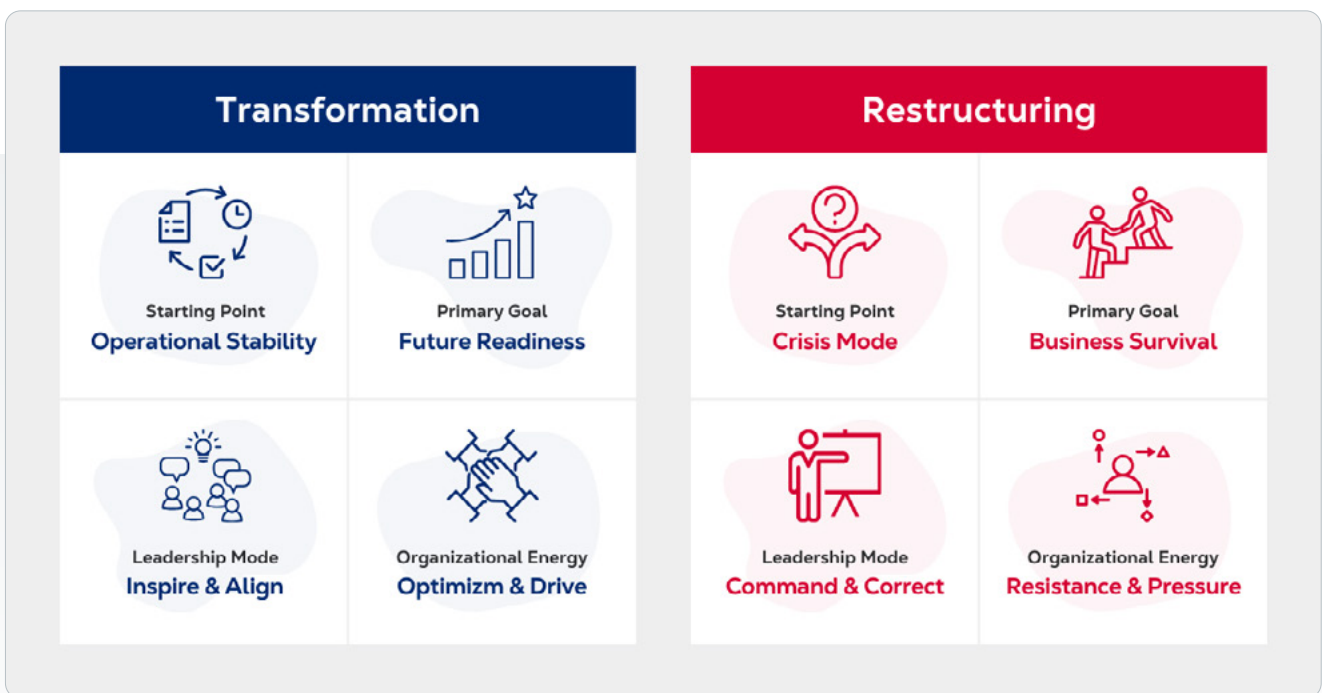 Transformation
Starting Point
Operational Stability
Primary Goal
Future Readiness
Leadership Mode
Inspire & Align
Organizational Energy
Optimizm & Drive
Restructuring
?
Starting Point
Crisis Mode
Primary Goal
Business Survival
Leadership Mode
Command & Correct
Organizational Energy
Resistance & Pressure